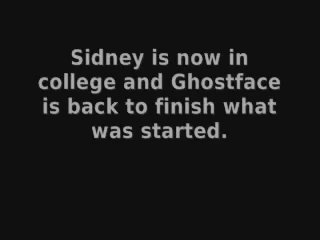 Sidney is now in
college and Ghostface
is back to finish what
was started.